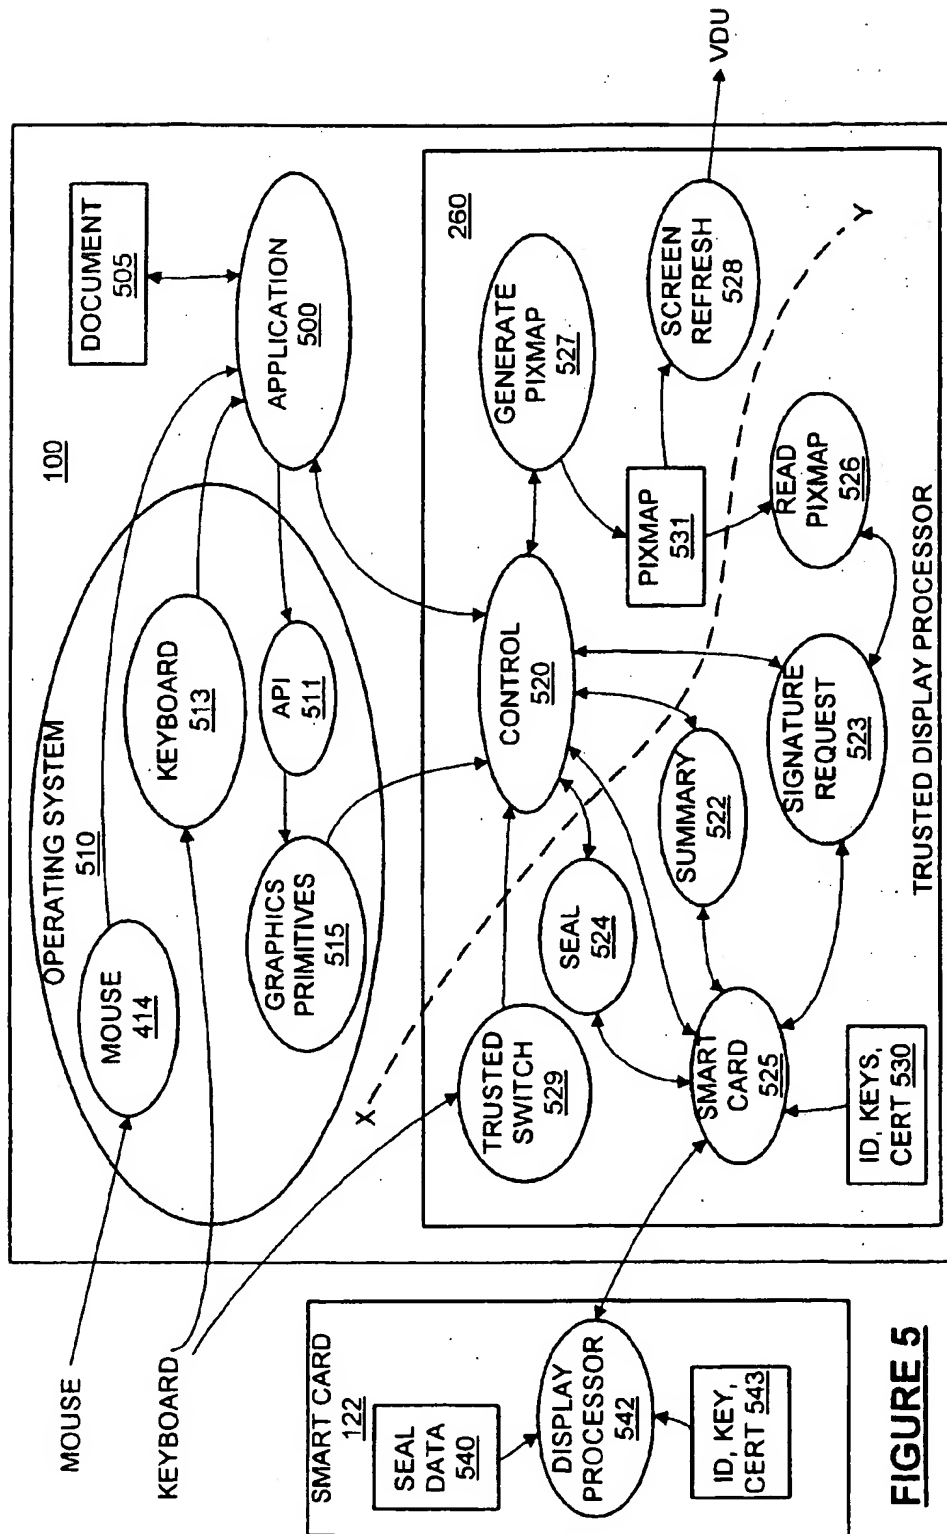 MOUSE
KEYBOARD
100
OPERATING SYSTEM
510
MOUSE
414
KEYBOARD
513
GRAPHICS
PRIMITIVES
515
API
511
APPLICATION
500
DOCUMENT
505
X
260
TRUSTED
SWITCH
529
CONTROL
520
GENERATE
PIXMAP
527
SEAL
524
PIXMAP
531
SCREEN
REFRESH
528
VDU
SUMMARY
522
SMART
CARD
525
SIGNATURE
REQUEST
523
READ
PIXMAP
526
Y
ID, KEYS,
CERT 530
TRUSTED DISPLAY PROCESSOR
SMART CARD
122
SEAL
DATA
540
DISPLAY
PROCESSOR
542
ID, KEY,
CERT 543
FIGURE 5